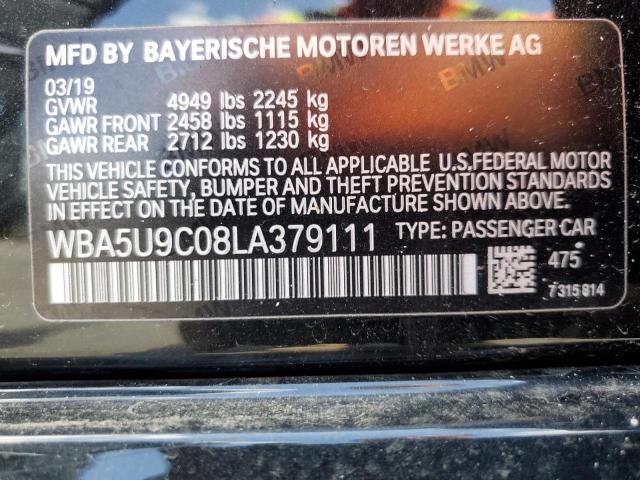 MFD BY BAYERISCHE MOTOREN WERKE AG
03/19
GVWR 4949 lbs 2245 kg
GAWR FRONT 2458 lbs 1115 kg
GAWR REAR 2712 lbs 1230 kg
THIS VEHICLE CONFORMS TO ALL APPLICABLE U.S.FEDERAL MOTOR
VEHICLE SAFETY, BUMPER AND THEFT PREVENTION STANDARDS
IN EFFECT ON THE DATE OF MANUFACTURE SHOWN ABOVE.
WBA5U9C08LA379111 TYPE: PASSENGER CAR
475
7315814